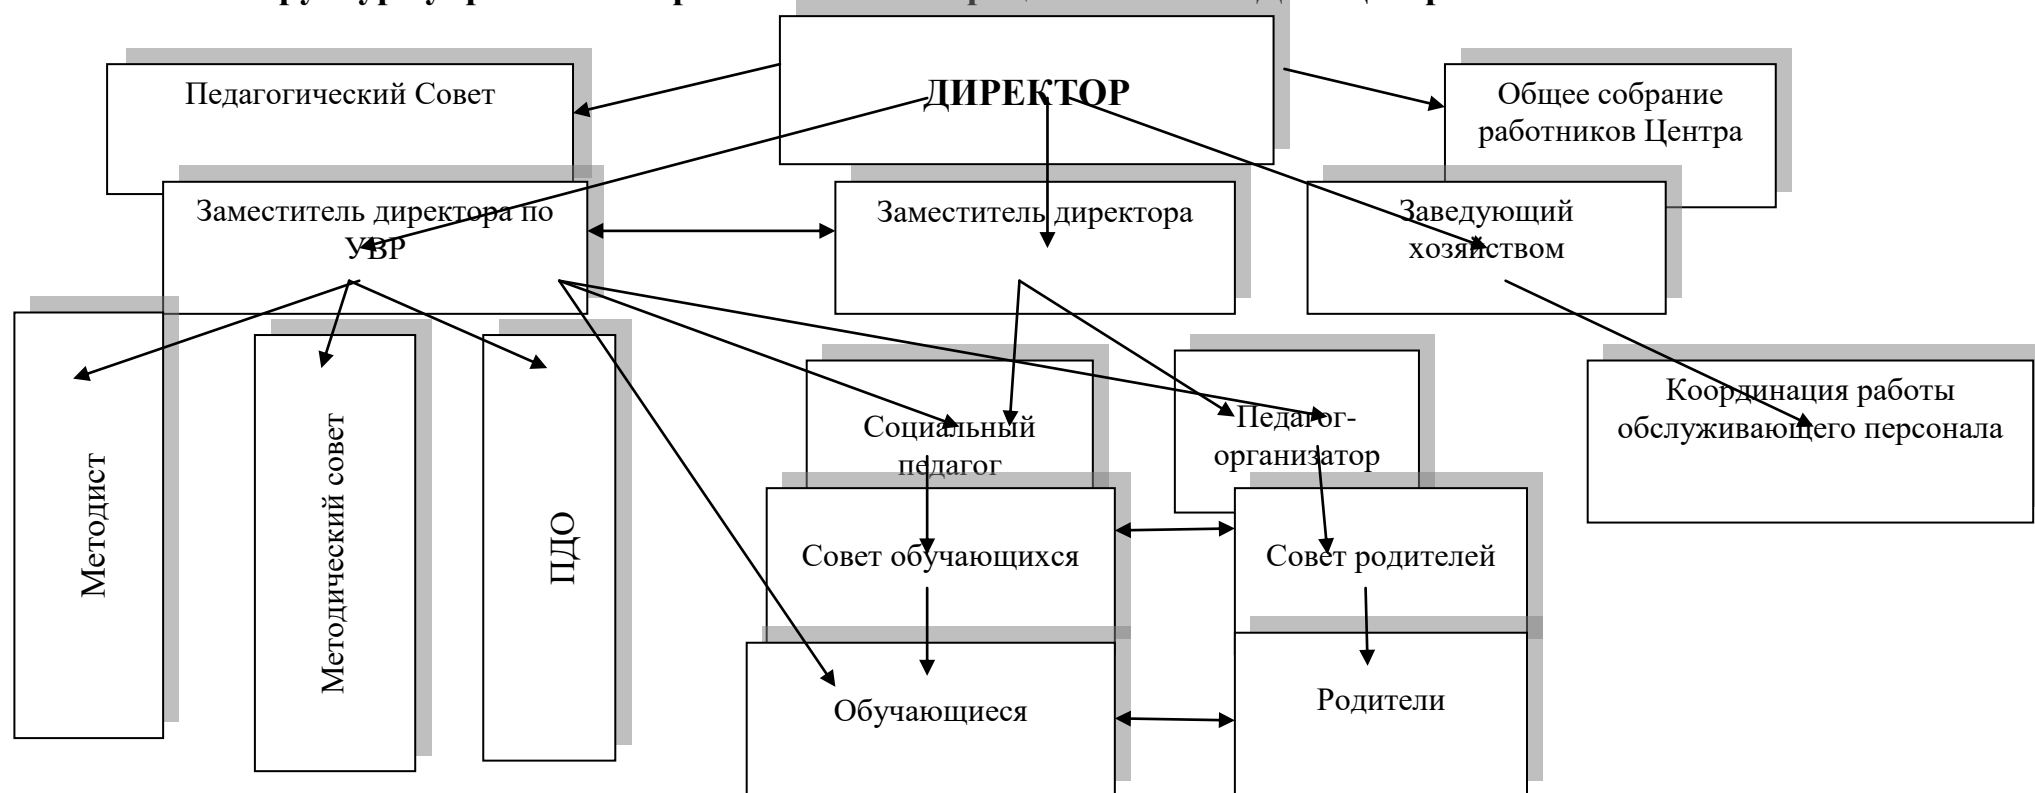 ДИРЕКТОР
Педагогический Совет
Общее собрание
работников Центра
Заместитель директора по
УВР
Заместитель директора
Заведующий
хозяйством
Методист
Методический совет
ПДО
Социальный
педагог
Педагог-
организатор
Координация работы
обслуживающего персонала
Совет обучающихся
Совет родителей
Обучающиеся
Родители